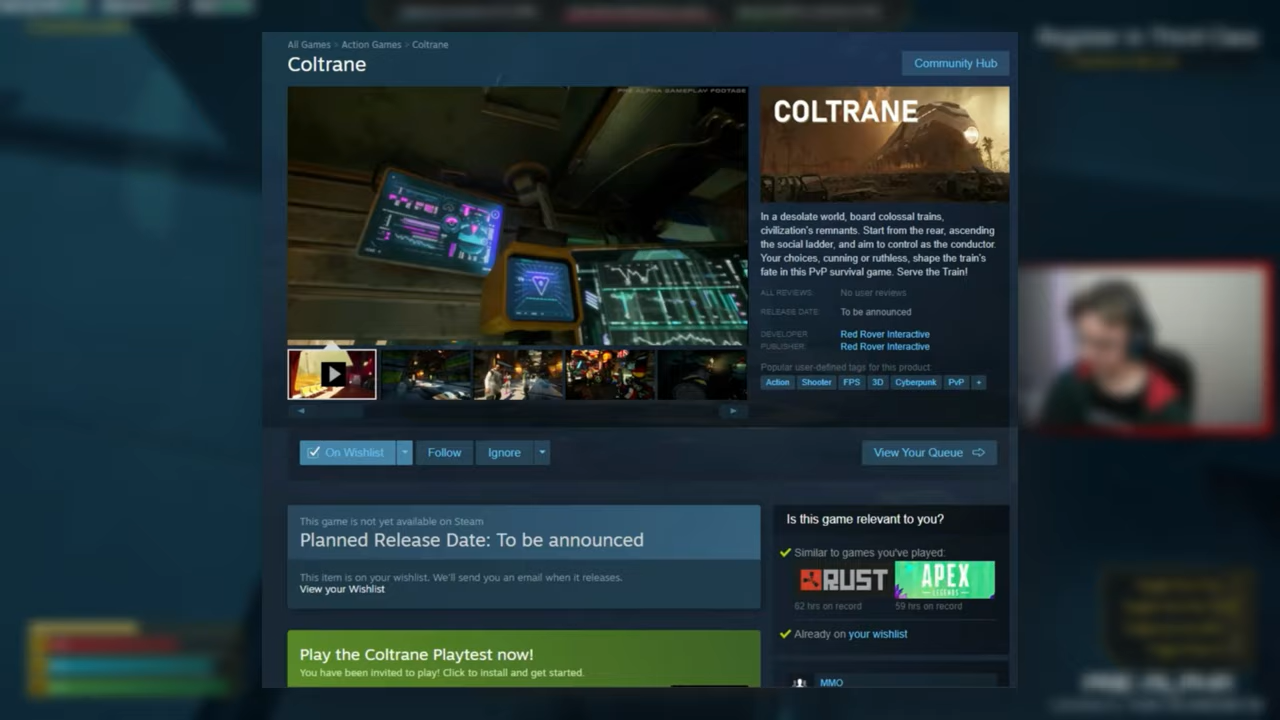 All Games > Action Games > Coltrane
Coltrane
Community Hub
PRE ALPHA GAMEPLAY FOOTAGE
COLTRANE
In a desolate world, board colossal trains,
civilization's remnants. Start from the rear, ascending
the social ladder, and aim to control as the conductor.
Your choices, cunning or ruthless, shape the train's
fate in this PvP survival game. Serve the Train!
ALL REVIEWS: No user reviews
RELEASE DATE: To be announced
DEVELOPER: Red Rover Interactive
PUBLISHER: Red Rover Interactive
Popular user-defined tags for this product:
Action Shooter FPS 3D Cyberpunk PvP +
On Wishlist Follow Ignore View Your Queue
This game is not yet available on Steam
Planned Release Date: To be announced
This item is on your wishlist. We'll send you an email when it releases.
View your Wishlist
Play the Coltrane Playtest now!
You have been invited to play! Click to install and get started.
Is this game relevant to you?
Similar to games you've played:
RUST APEX
LEGENDS
62 hrs on record 59 hrs on record
Already on your wishlist
MMO